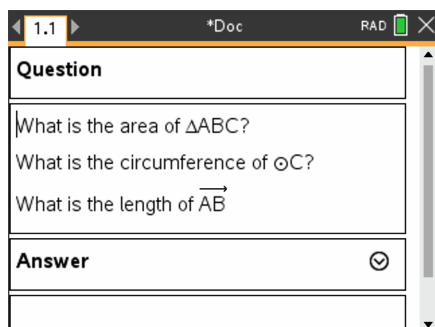 1.1 *Doc RAD
Question
What is the area of ΔABC?
What is the circumference of ⊙C?
What is the length of A⃗B⃗
Answer